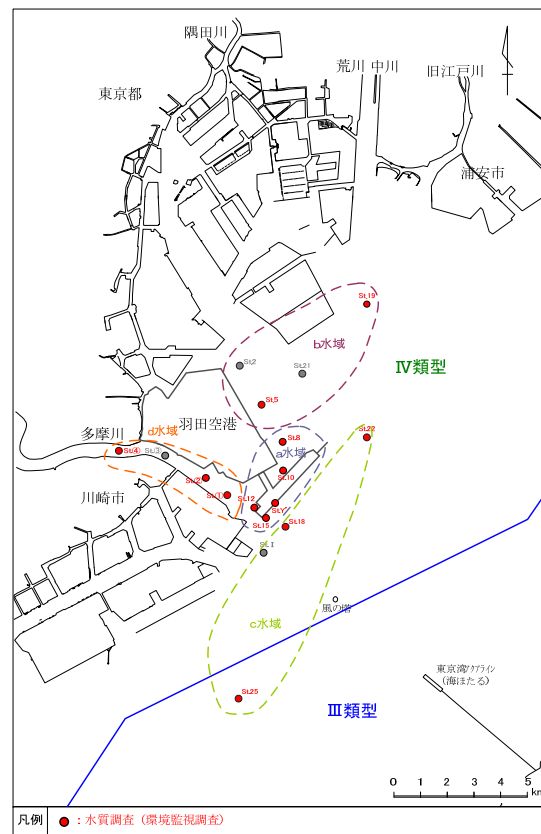 隅田川
荒川 中川
旧江戸川
東京都
浦安市
St.19
b水域
St.2
St.21
Ⅳ類型
St.5
羽田空港
多摩川
d水域
St.8
St.22
a水域
St.④
St.③
St.10
St.②
川崎市
St.①
St.12
St.Y
St.15
St.18
St.I
風の塔
c水域
東京湾アクアライン
(海ほたる)
St.25
Ⅲ類型
0 1 2 3 4 5
km
凡例
:水質調査(環境監視調査)